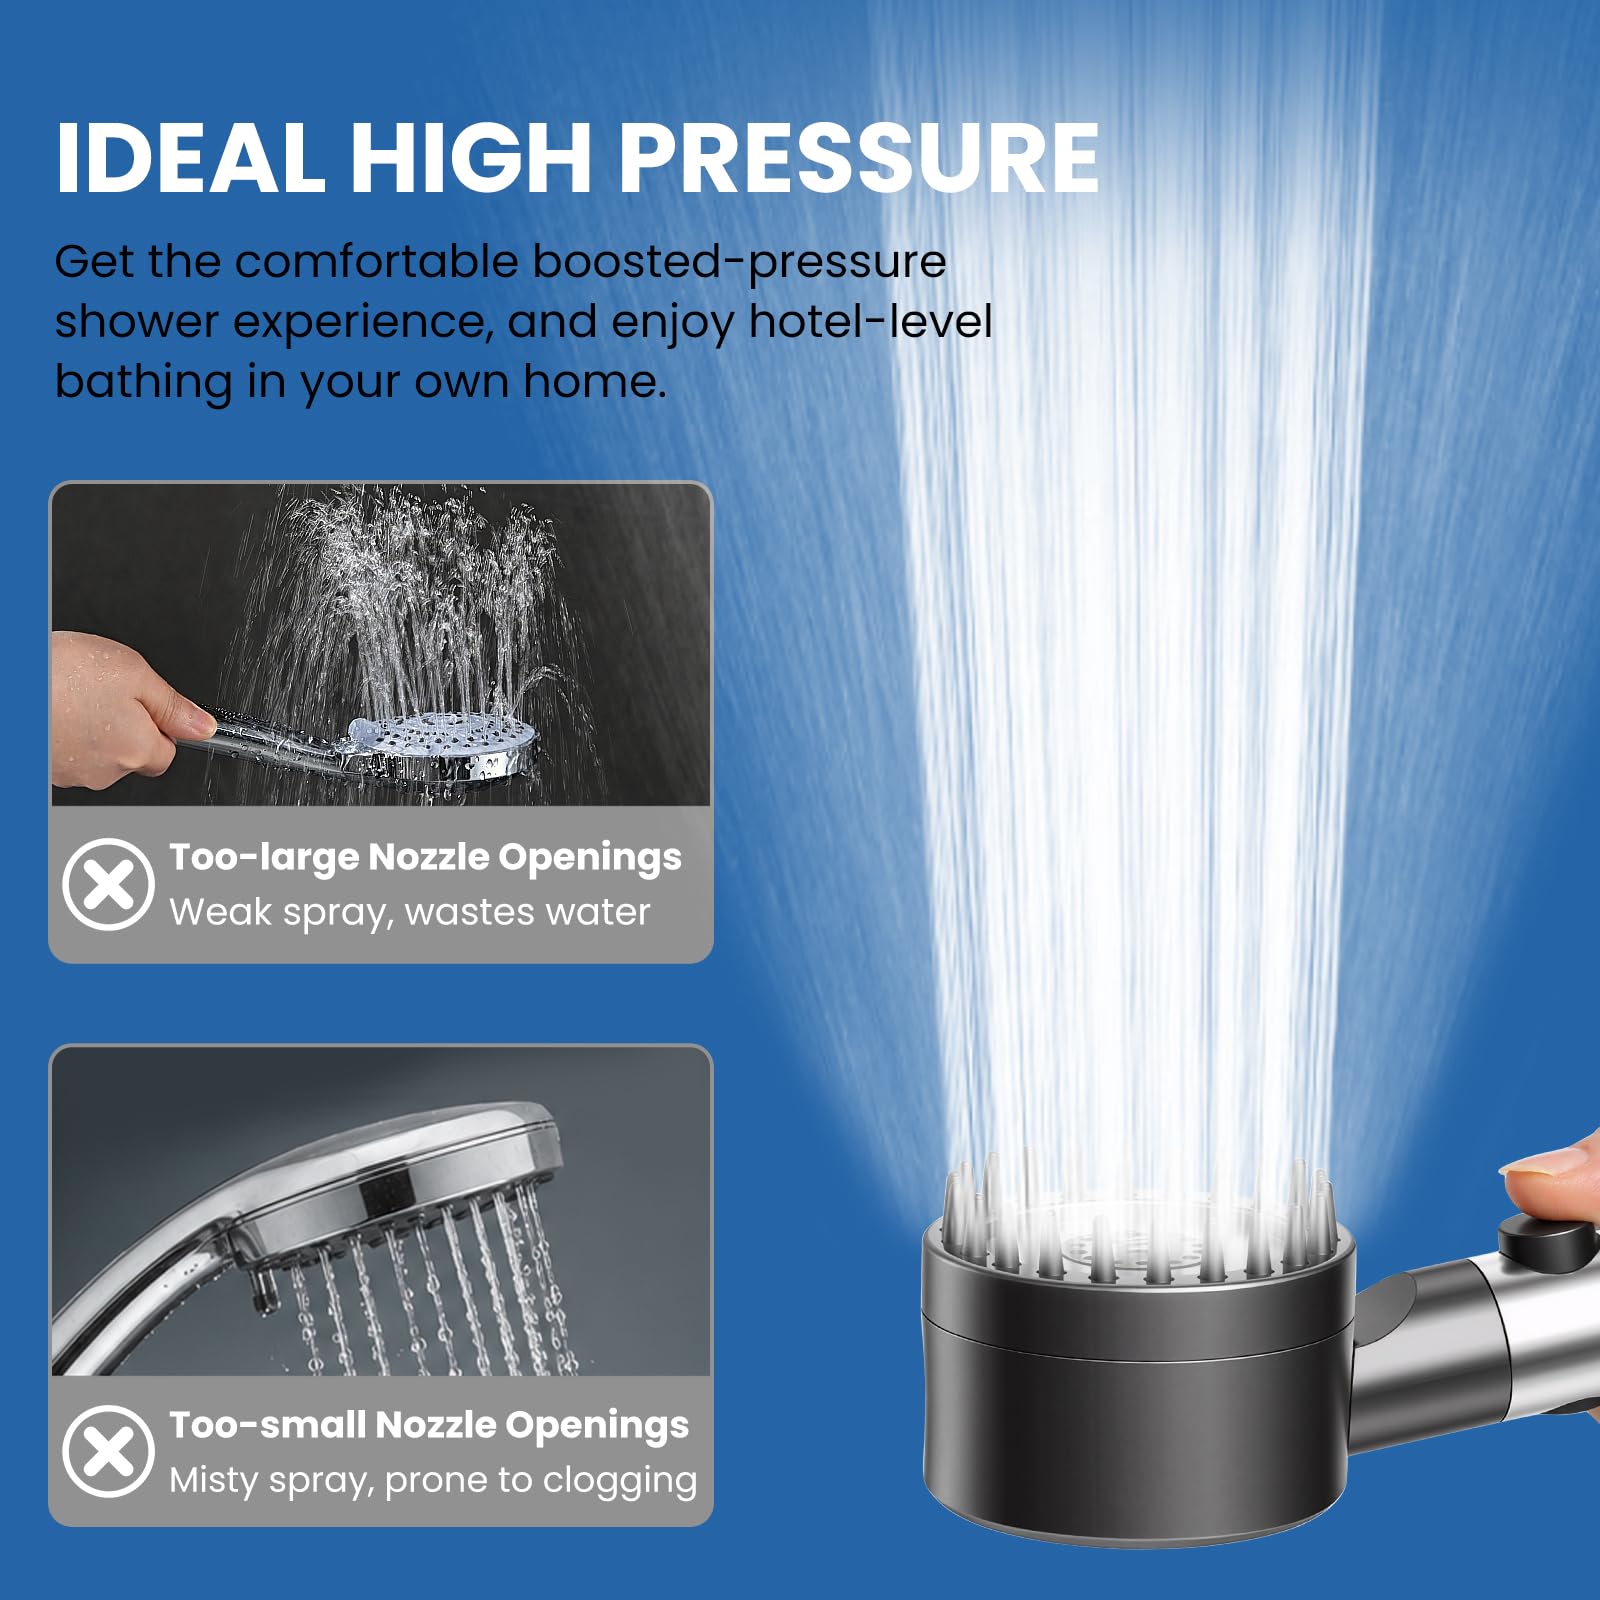 IDEAL HIGH PRESSURE
Get the comfortable boosted-pressure
shower experience, and enjoy hotel-level
bathing in your own home.
Too-large Nozzle Openings
Weak spray, wastes water
Too-small Nozzle Openings
Misty spray, prone to clogging